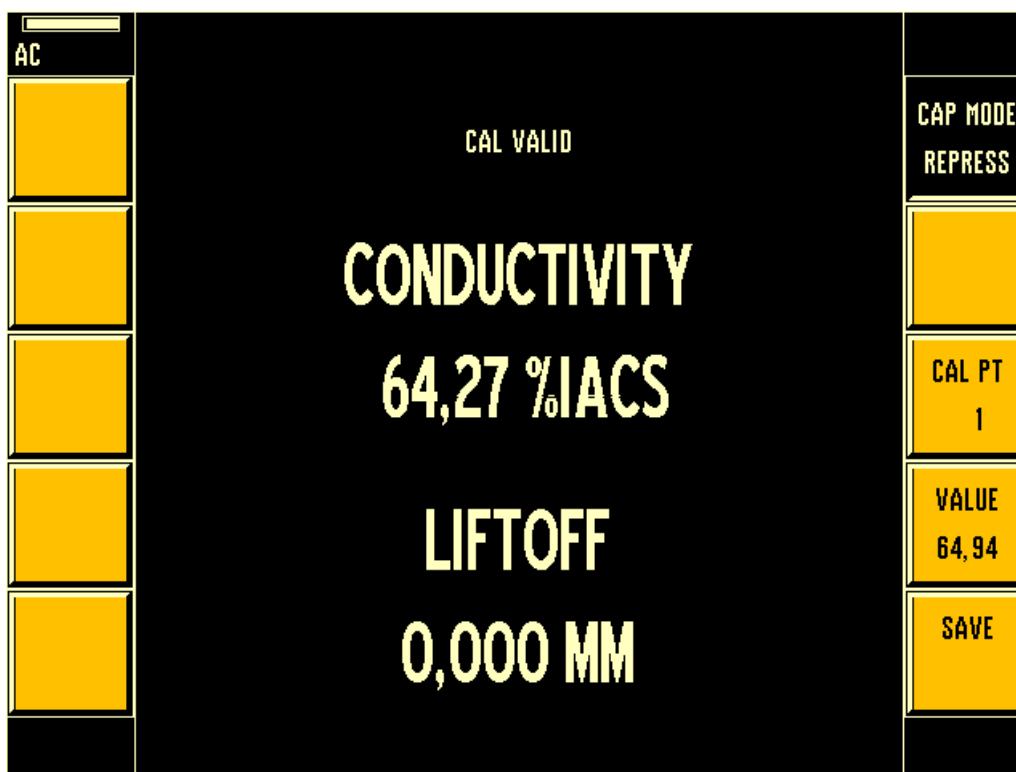 AC
CAL VALID
CONDUCTIVITY
64,27 %IACS
LIFTOFF
0,000 MM
CAP MODE
REPRESS
CAL PT
1
VALUE
64,94
SAVE